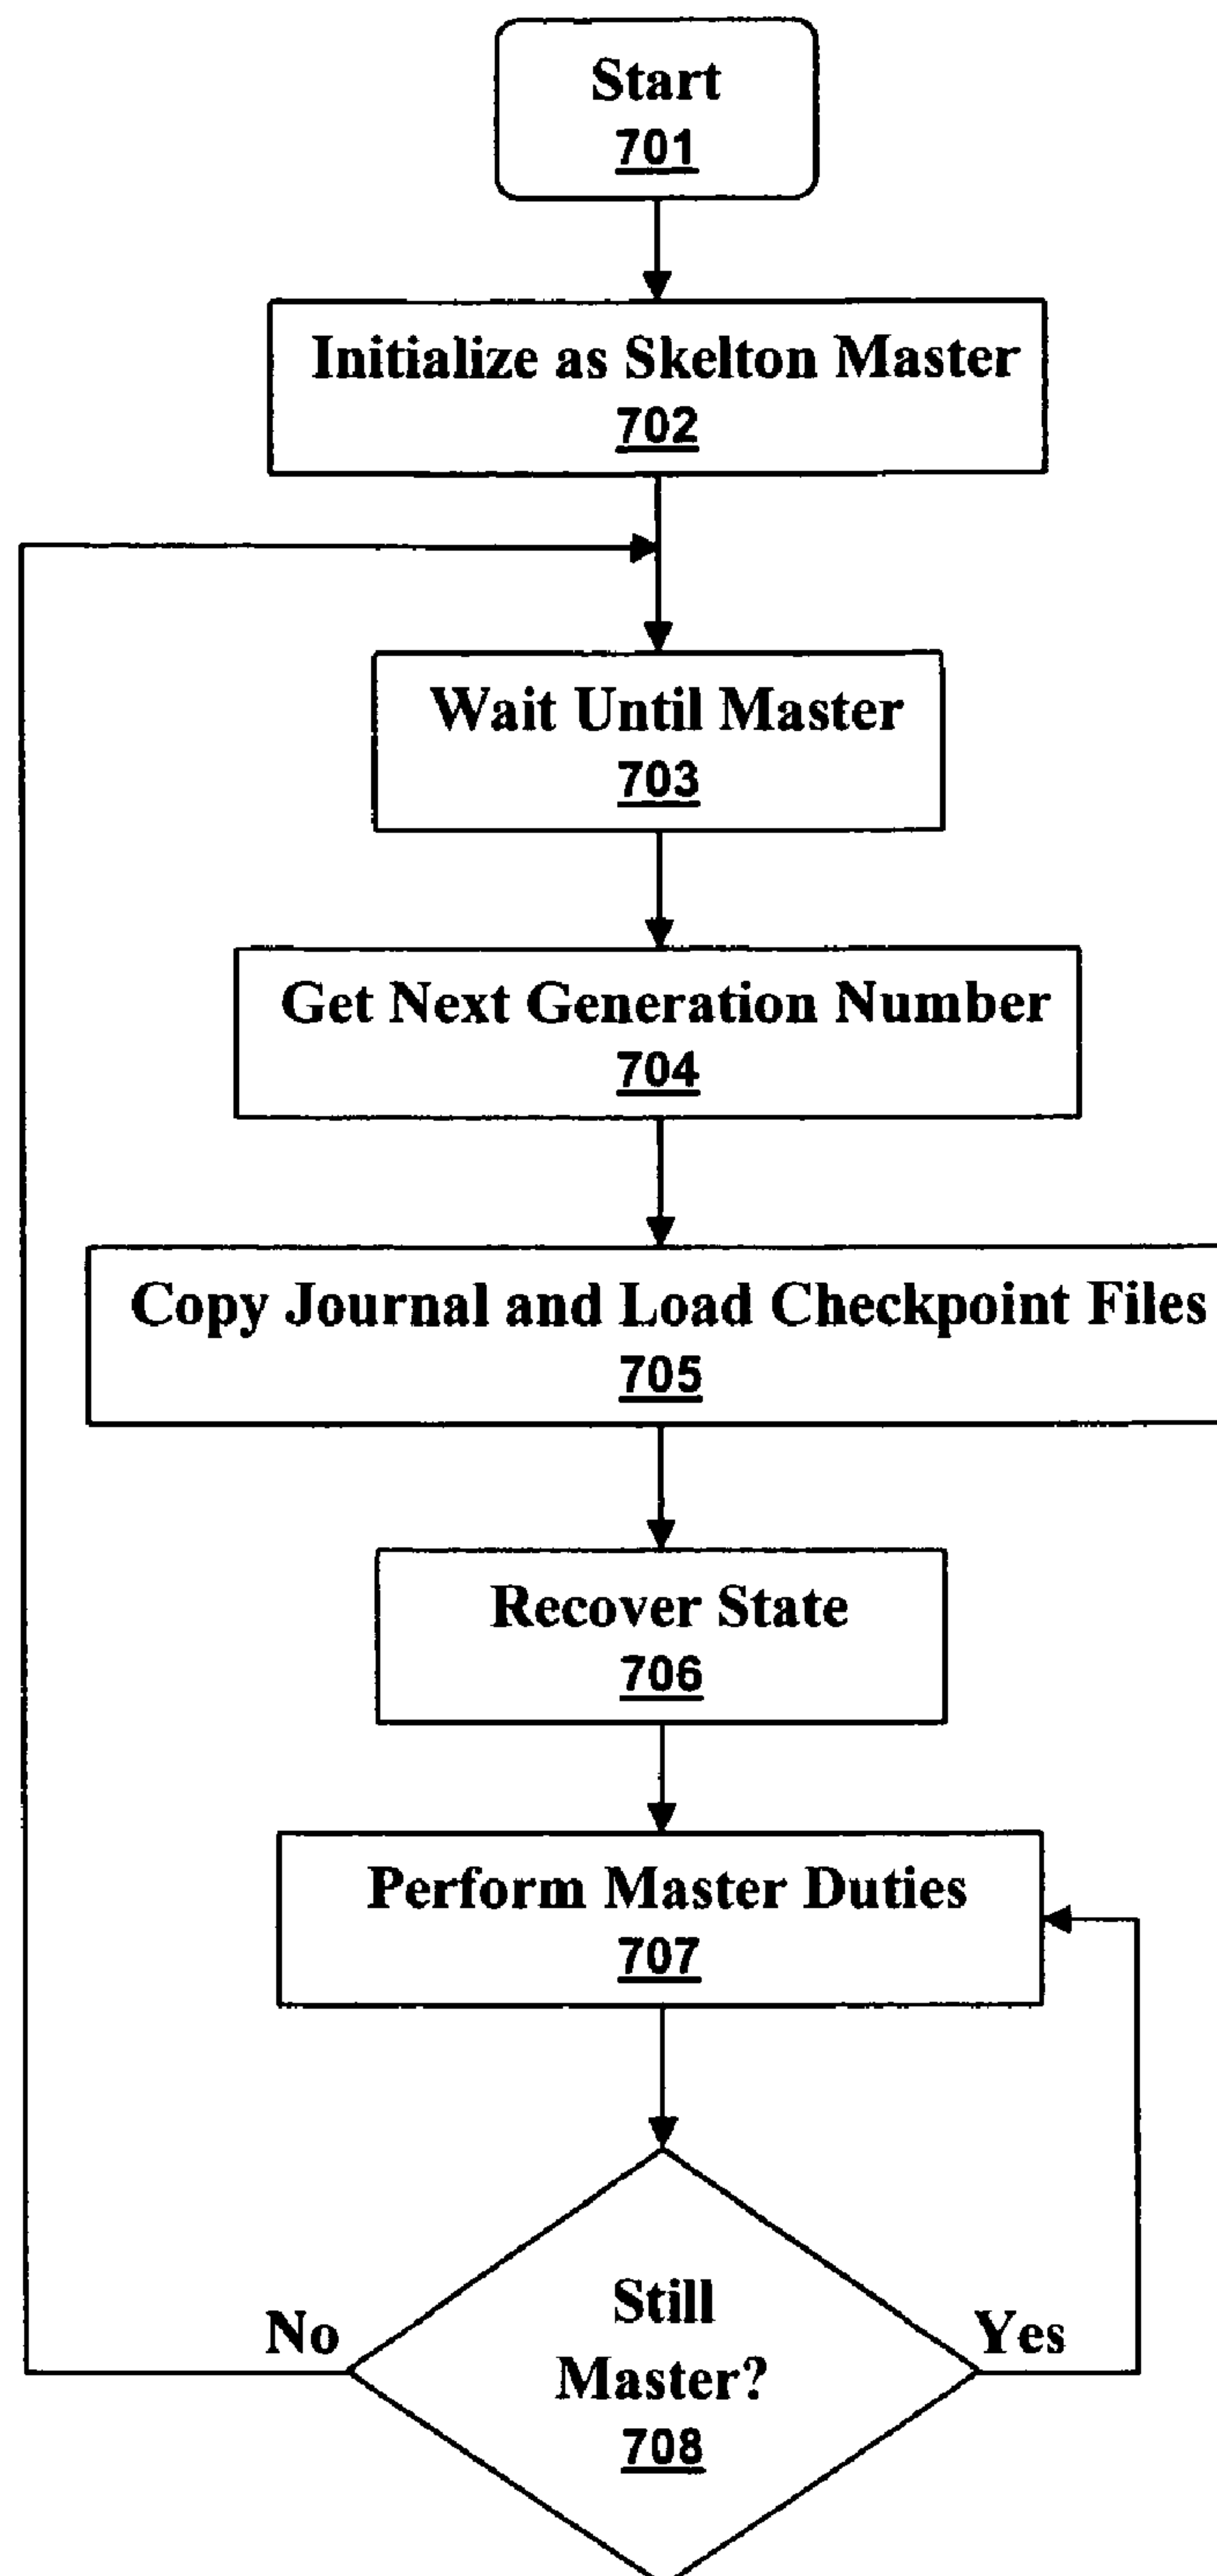 Start
701
Initialize as Skelton Master
702
Wait Until Master
703
Get Next Generation Number
704
Copy Journal and Load Checkpoint Files
705
Recover State
706
Perform Master Duties
707
Still
Master?
708
No
Yes